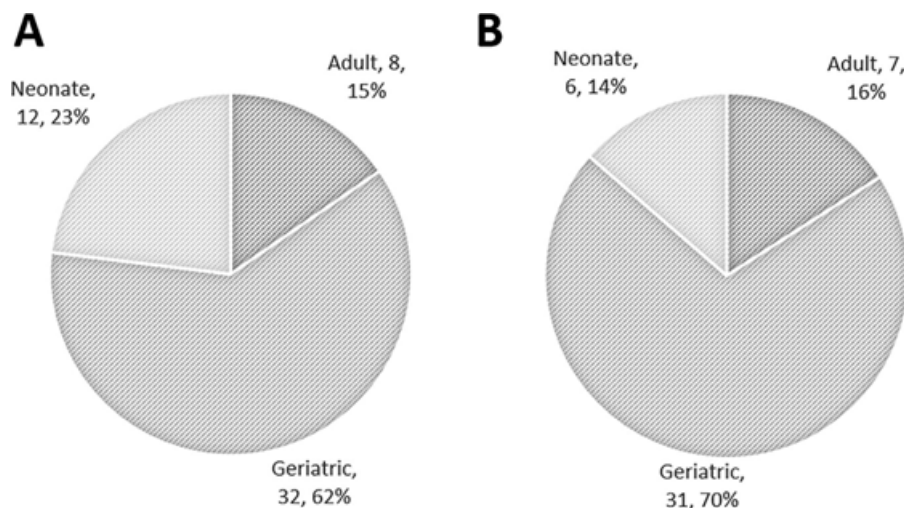 A
Neonate,
12, 23%
Adult, 8,
15%
Geriatric,
32, 62%
B
Neonate,
6, 14%
Adult, 7,
16%
Geriatric,
31, 70%